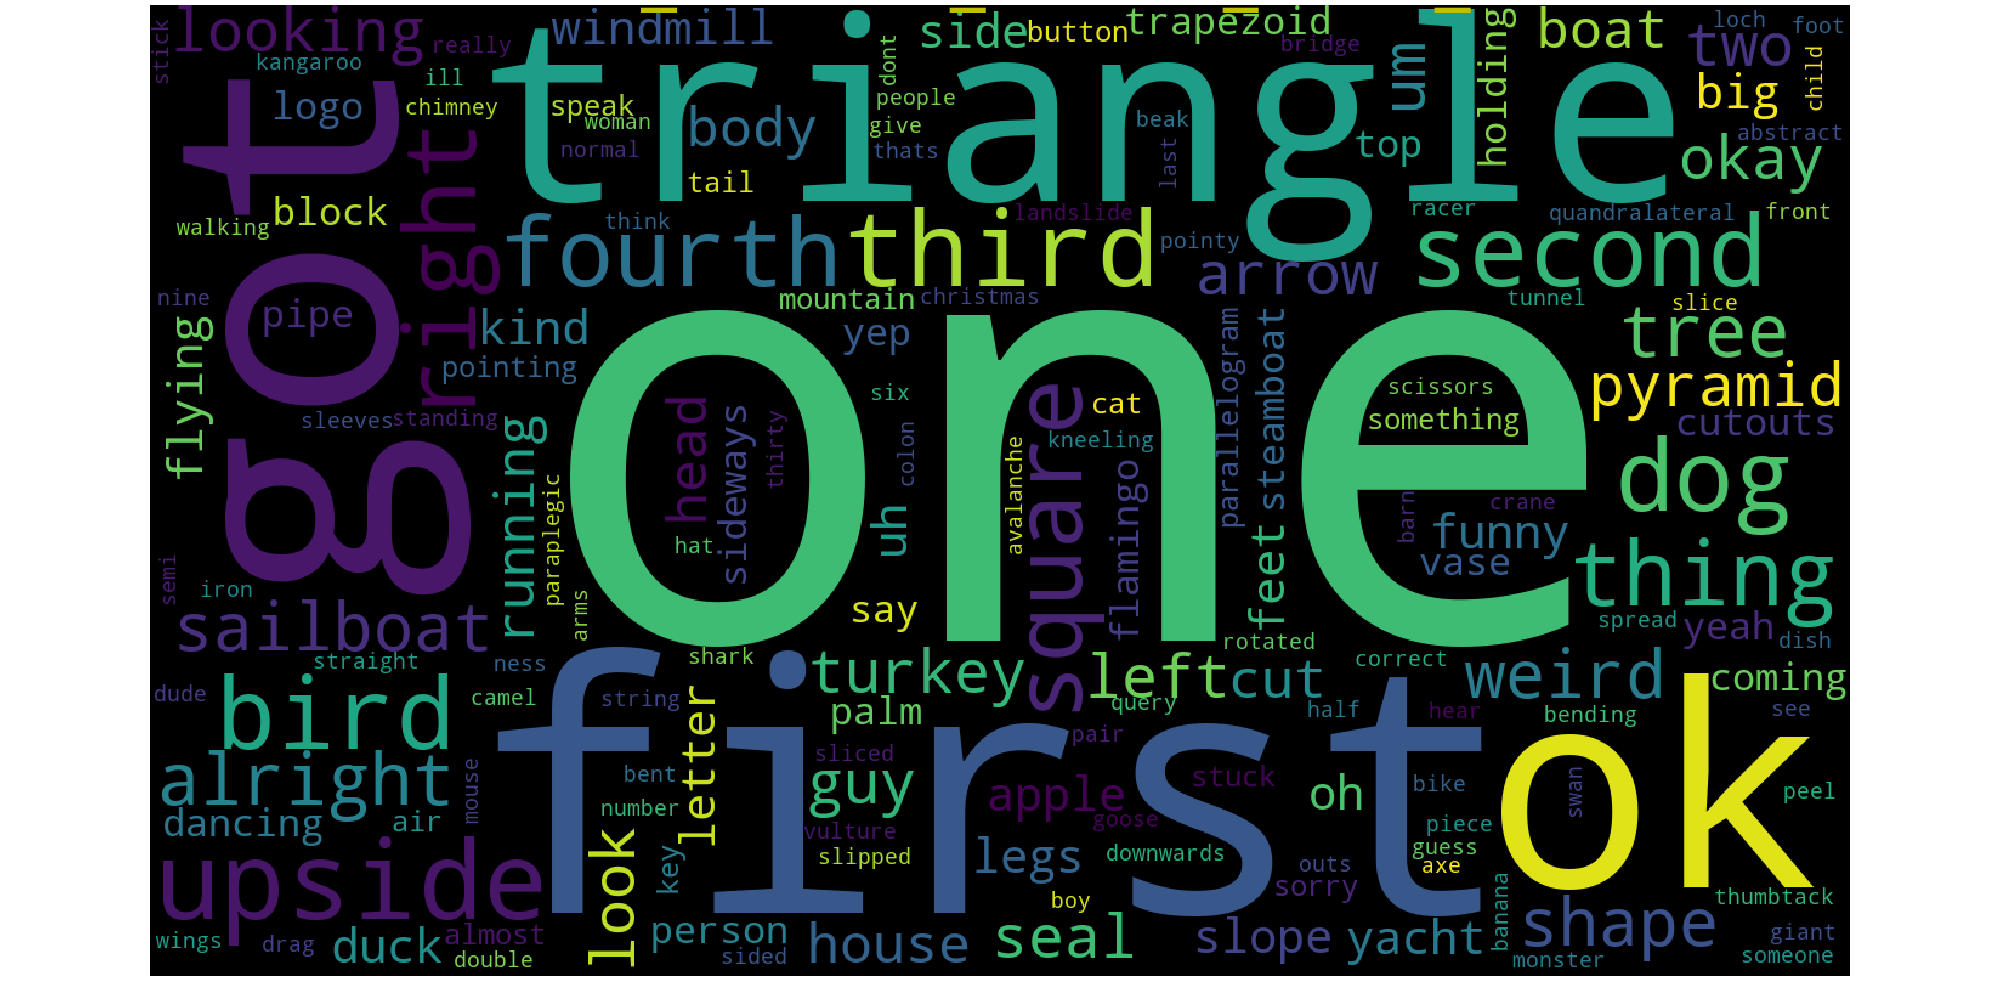 stick
looking
really
windmill
side
button
trapezoid
bridge
holding
boat
two
loch
foot
kangaroo
ill
dont
um
big
child
logo
chimney
speak
woman
people
give
beak
top
abstract
got
triangle
right
normal
body
thats
last
okay
tail
block
walking
think
landslide
racer
quandralateral
front
fourth
third
pointy
arrow
second
nine
pipe
mountain
christmas
tunnel
slice
flying
kind
yep
parallelogram
steamboat
tree
pointing
six
cat
scissors
pyramid
sleeves
standing
head
sideways
thirty
one
square
something
cutouts
running
colon
avalanche
kneeling
flamingo
dog
paraplegic
hat
uh
barn
crane
funny
vase
thing
semi
iron
arms
say
feet
spread
sailboat
rotated
yeah
dish
straight
ness
shark
turkey
left
cut
correct
weird
coming
dude
bird
camel
string
letter
palm
query
half
hear
bending
see
first
pair
ok
alright
mouse
bent
sliced
guy
apple
stuck
oh
bike
swan
peel
dancing
air
number
vulture
goose
piece
upside
look
key
slipped
legs
downwards
outs
guess
axe
sorry
banana
thumbtack
boy
wings
drag
duck
almost
double
person
sided
house
seal
slope
yacht
monster
shape
giant
someone